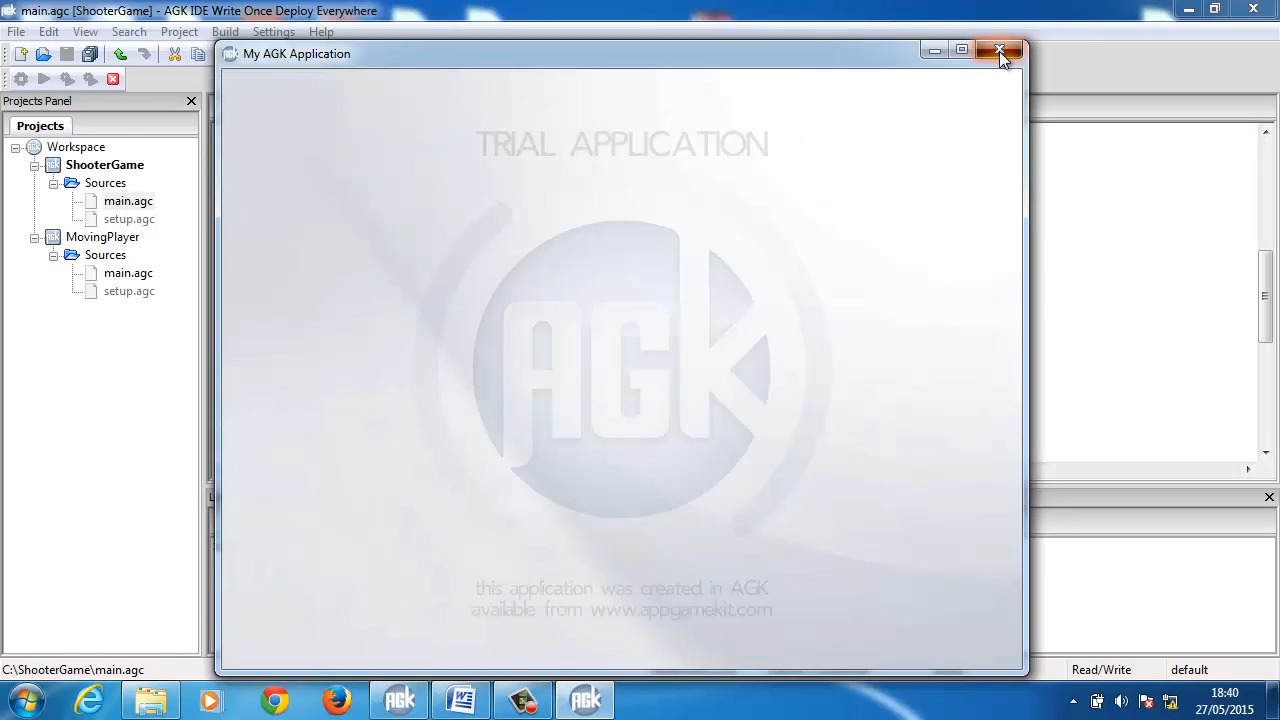 main.agc [ShooterGame] - AGK IDE Write Once Deploy Everywhere
File Edit View Search Project Build Settings Help
My AGK Application
Projects Panel
Projects
Workspace
ShooterGame
Sources
main.agc
setup.agc
MovingPlayer
Sources
main.agc
setup.agc
TRIAL APPLICATION
AGK
this application was created in AGK
available from www.appgamekit.com
C:\ShooterGame\main.agc Read/Write default
AGK
AGK
18:40
27/05/2015